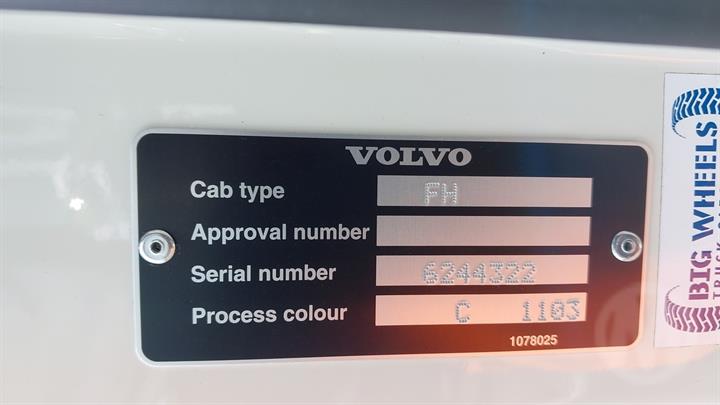 VOLVO
Cab type FH
Approval number
Serial number 6244322
Process colour C 1103
1078025
BIG WHEELS